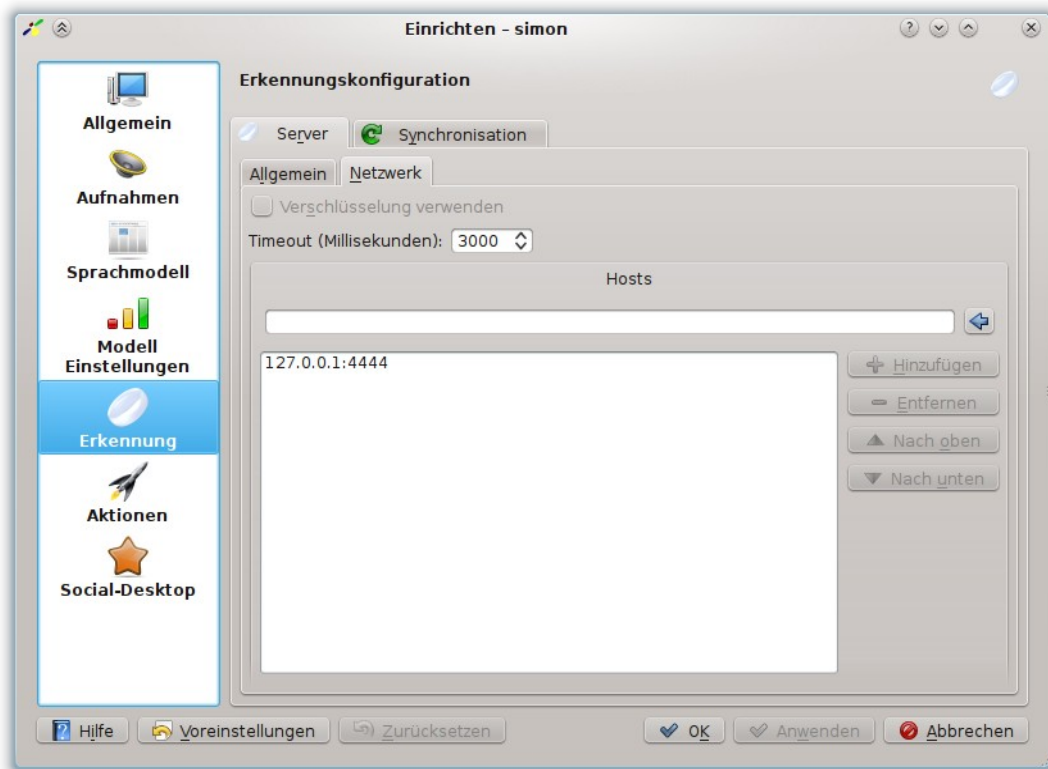 Einrichten – simon
Allgemein
Aufnahmen
Sprachmodell
Modell
Einstellungen
Erkennung
Aktionen
Social-Desktop
Erkennungskonfiguration
Server
Synchronisation
Allgemein
Netzwerk
Verschlüsselung verwenden
Timeout (Millisekunden): 3000
Hosts
127.0.0.1:4444
Hinzufügen
Entfernen
Nach oben
Nach unten
Hilfe
Voreinstellungen
Zurücksetzen
OK
Anwenden
Abbrechen